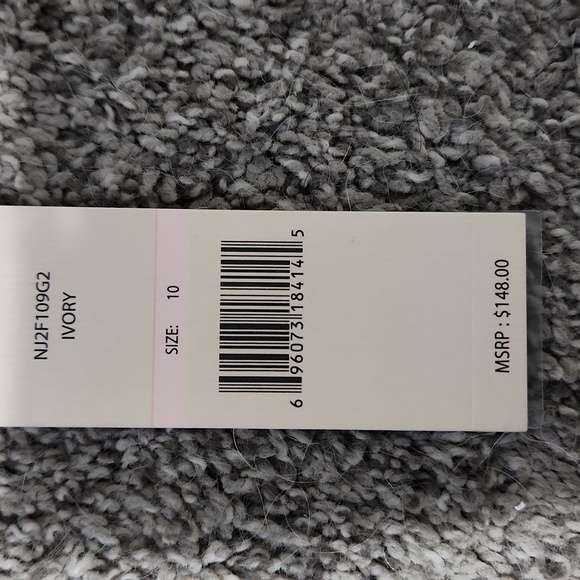 NJ2F109G2
IVORY
SIZE: 10
6 96073 18414 5
MSRP : $148.00